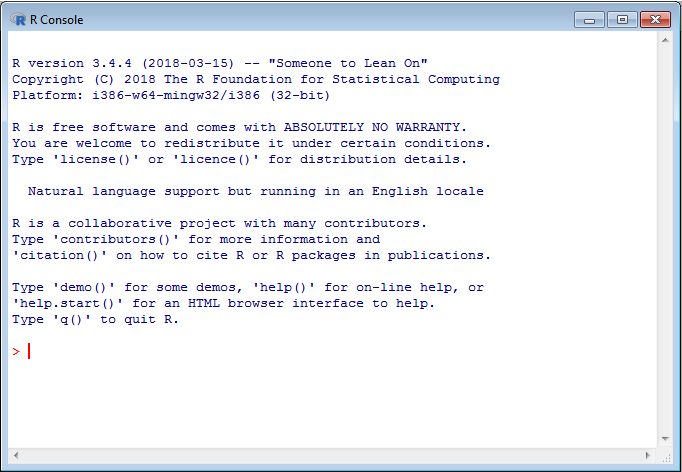 R Console
R version 3.4.4 (2018-03-15) -- "Someone to Lean On"
Copyright (C) 2018 The R Foundation for Statistical Computing
Platform: i386-w64-mingw32/i386 (32-bit)
R is free software and comes with ABSOLUTELY NO WARRANTY.
You are welcome to redistribute it under certain conditions.
Type 'license()' or 'licence()' for distribution details.
Natural language support but running in an English locale
R is a collaborative project with many contributors.
Type 'contributors()' for more information and
'citation()' on how to cite R or R packages in publications.
Type 'demo()' for some demos, 'help()' for on-line help, or
'help.start()' for an HTML browser interface to help.
Type 'q()' to quit R.
>